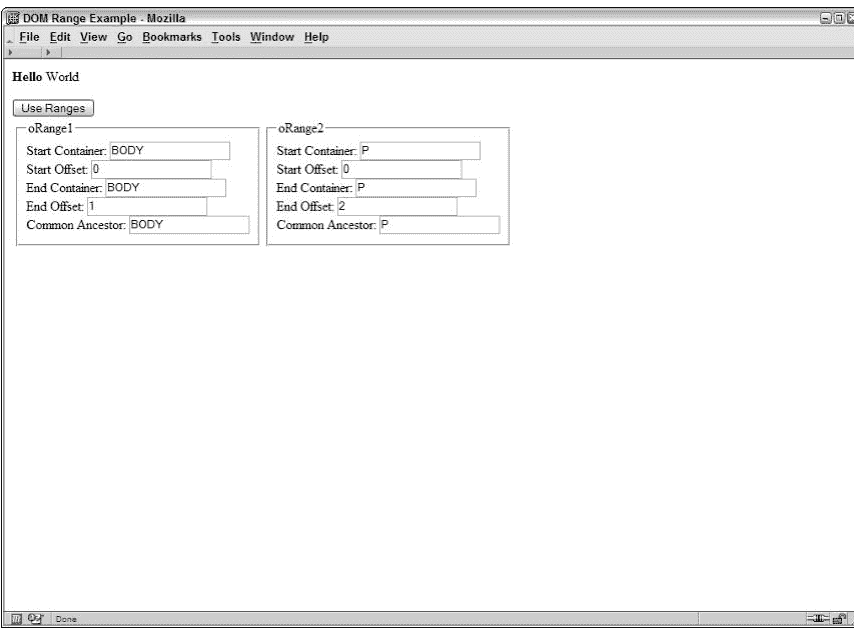 DOM Range Example - Mozilla
File Edit View Go Bookmarks Tools Window Help
Hello World
Use Ranges
oRange1
Start Container: BODY
Start Offset: 0
End Container: BODY
End Offset: 1
Common Ancestor: BODY
oRange2
Start Container: P
Start Offset: 0
End Container: P
End Offset: 2
Common Ancestor: P
Done